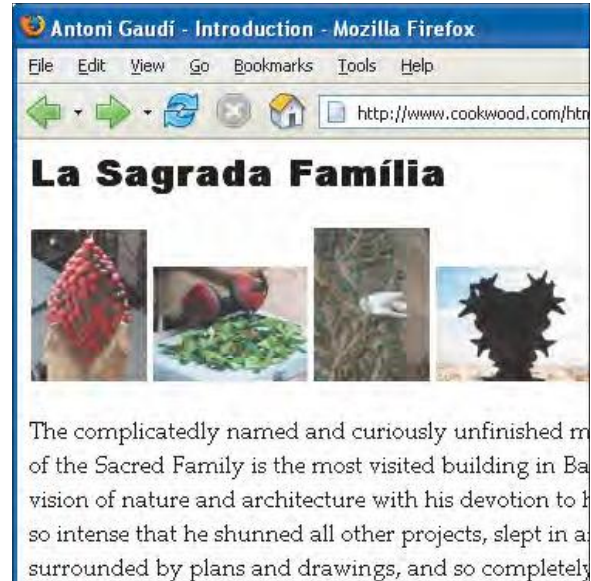 Antoni Gaudí - Introduction - Mozilla Firefox
File Edit View Go Bookmarks Tools Help
http://www.cookwood.com/htm
La Sagrada Família
The complicatedly named and curiously unfinished m
of the Sacred Family is the most visited building in Ba
vision of nature and architecture with his devotion to h
so intense that he shunned all other projects, slept in a
surrounded by plans and drawings, and so completely